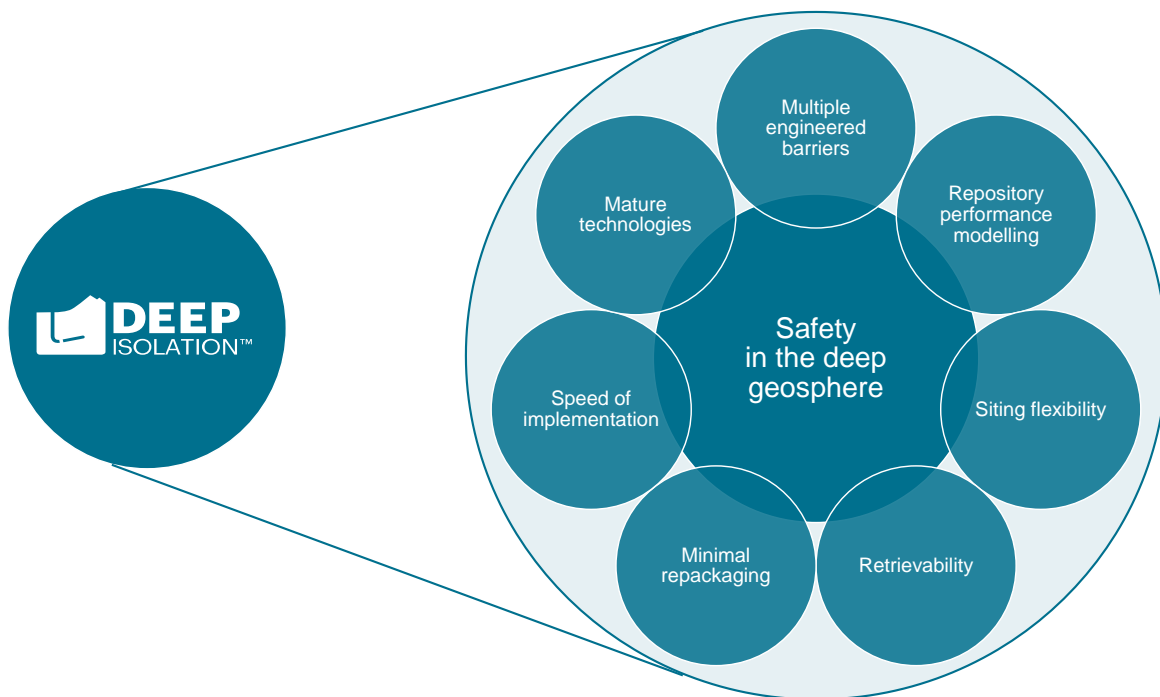 DEEP
ISOLATION™
Multiple
engineered
barriers
Repository
performance
modelling
Siting flexibility
Retrievability
Minimal
repackaging
Speed of
implementation
Mature
technologies
Safety
in the deep
geosphere